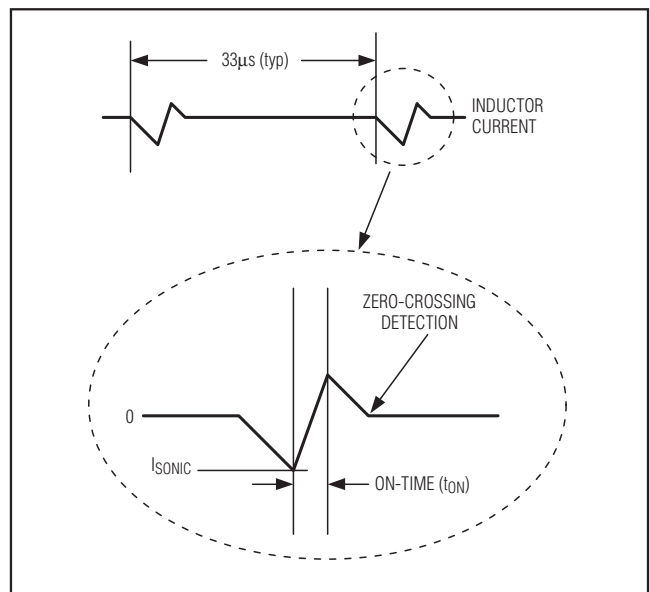 33μs (typ)
INDUCTOR
CURRENT
ZERO-CROSSING
DETECTION
0
ISONIC
ON-TIME (tON)